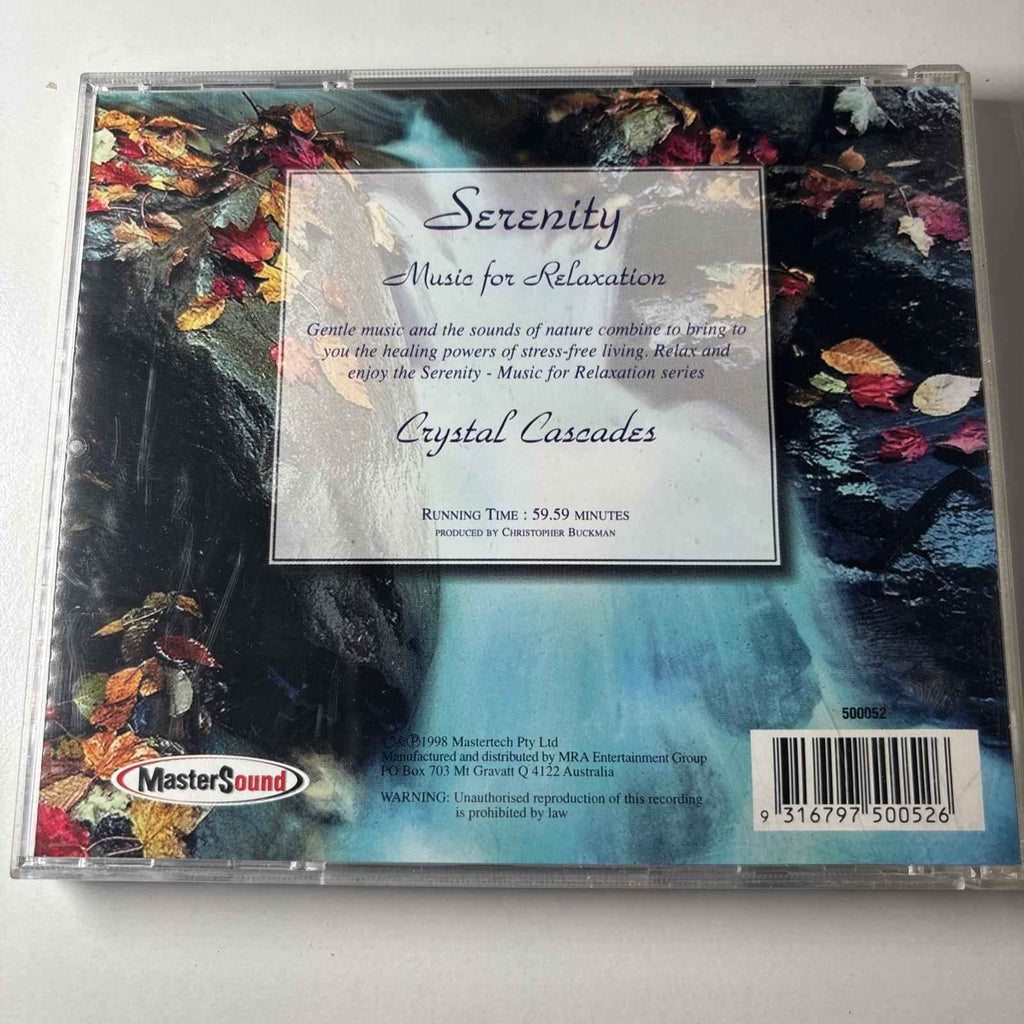 Serenity
Music for Relaxation
Gentle music and the sounds of nature combine to bring to
you the healing powers of stress-free living. Relax and
enjoy the Serenity - Music for Relaxation series
Crystal Cascades
RUNNING TIME : 59.59 MINUTES
PRODUCED BY CHRISTOPHER BUCKMAN
500052
©&℗1998 Mastertech Pty Ltd
Manufactured and distributed by MRA Entertainment Group
PO Box 703 Mt Gravatt Q 4122 Australia
WARNING: Unauthorised reproduction of this recording
is prohibited by law
MasterSound
9 316797 500526